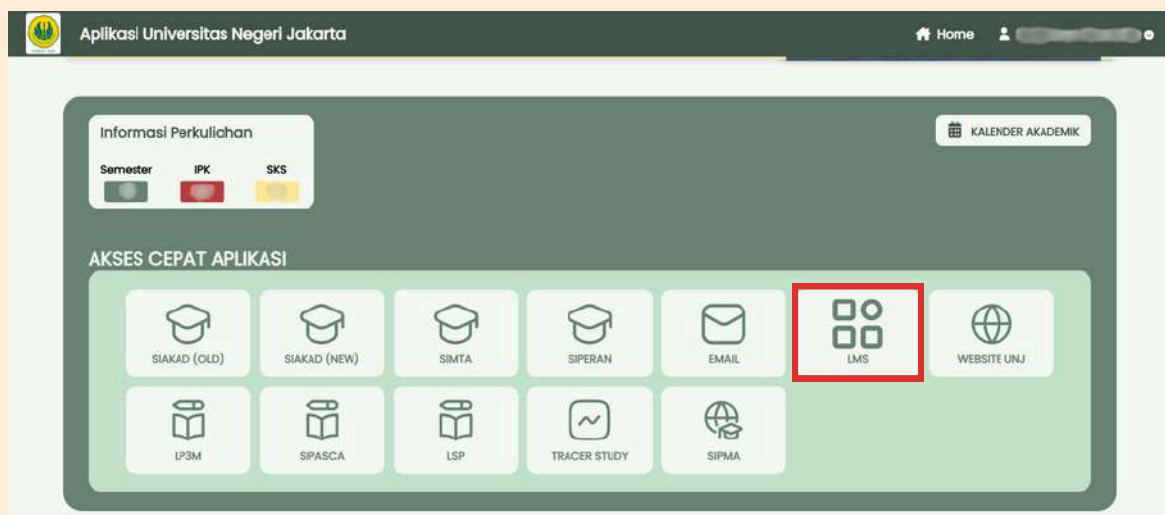 Aplikasi Universitas Negeri Jakarta
Home
Informasi Perkulihan
KALENDER AKADEMIK
Semester IPK SKS
AKSES CEPAT APLIKASI
SIAKAD (OLD) SIAKAD (NEW) SIMTA SIPERAN EMAIL LMS WEBSITE UNJ
LP3M SIPASCA LSP TRACER STUDY SIPMA